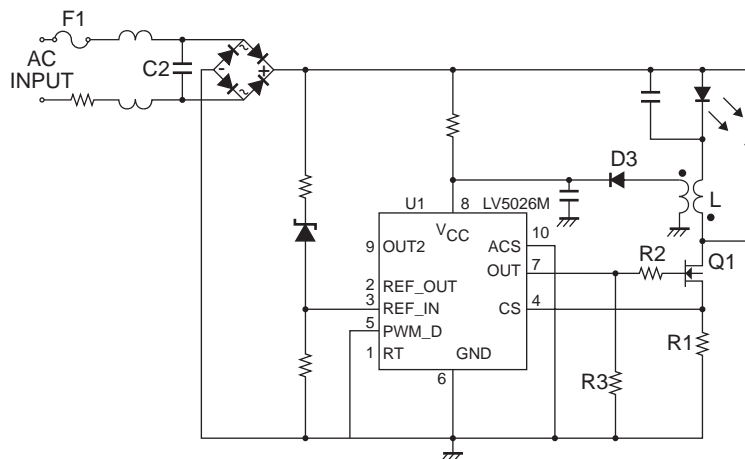 F1
AC
INPUT
C2
~
-
+
~
D3
L
U1
8
LV5026M
VCC
10
9
OUT2
ACS
R2
Q1
OUT
7
2
REF_OUT
3
REF_IN
CS
4
5
PWM_D
R1
1
RT
GND
6
R3